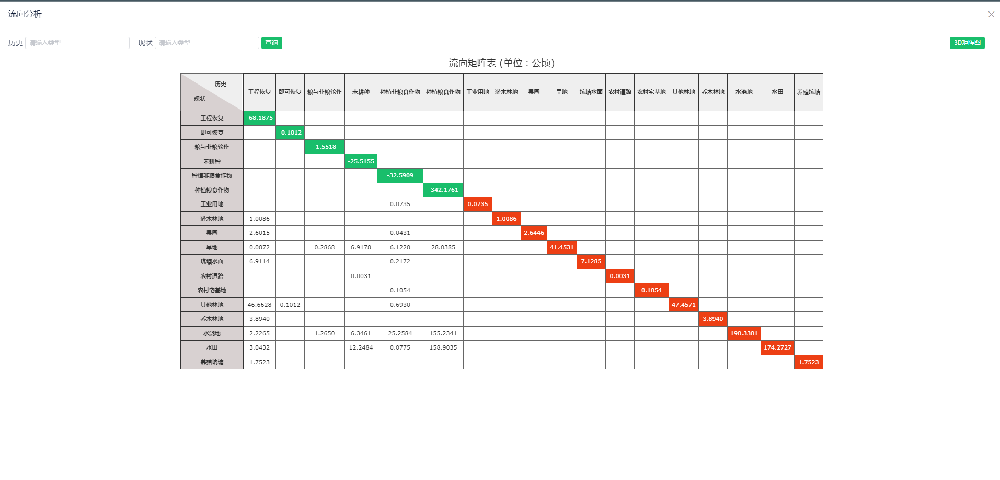 流向分析
历史 请输入类型 现状 请输入类型 查询 3D矩阵图
流向矩阵表 (单位：公顷)
历史 现状 工程恢复 即可恢复 粮与非粮轮作 未耕种 种植非粮食作物 种植粮食作物 工业用地 灌木林地 果园 旱地 坑塘水面 农村道路 农村宅基地 其他林地 乔木林地 水浇地 水田 养殖坑塘
工程恢复 -68.1875
即可恢复 -0.1012
粮与非粮轮作 -1.5518
未耕种 -25.5155
种植非粮食作物 -32.5909
种植粮食作物 -342.1761
工业用地 0.0735 0.0735
灌木林地 1.0086 1.0086
果园 2.6015 0.0431 2.6446
旱地 0.0872 0.2868 6.9178 6.1228 28.0385 41.4531
坑塘水面 6.9114 0.2172 7.1285
农村道路 0.0031 0.0031
农村宅基地 0.1054 0.1054
其他林地 46.6628 0.1012 0.6930 47.4571
乔木林地 3.8940 3.8940
水浇地 2.2265 1.2650 6.3461 25.2584 155.2341 190.3301
水田 3.0432 12.2484 0.0775 158.9035 174.2727
养殖坑塘 1.7523 1.7523